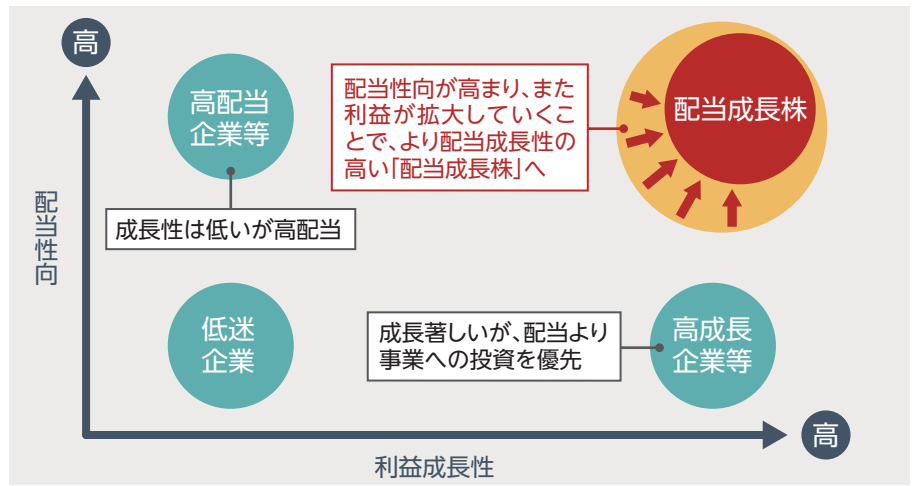 高
配当性向
高配当
企業等
成長性は低いが高配当
配当性向が高まり、また
利益が拡大していくこ
とで、より配当成長性の
高い「配当成長株」へ
配当成長株
低迷
企業
成長著しいが、配当より
事業への投資を優先
高成長
企業等
高
利益成長性